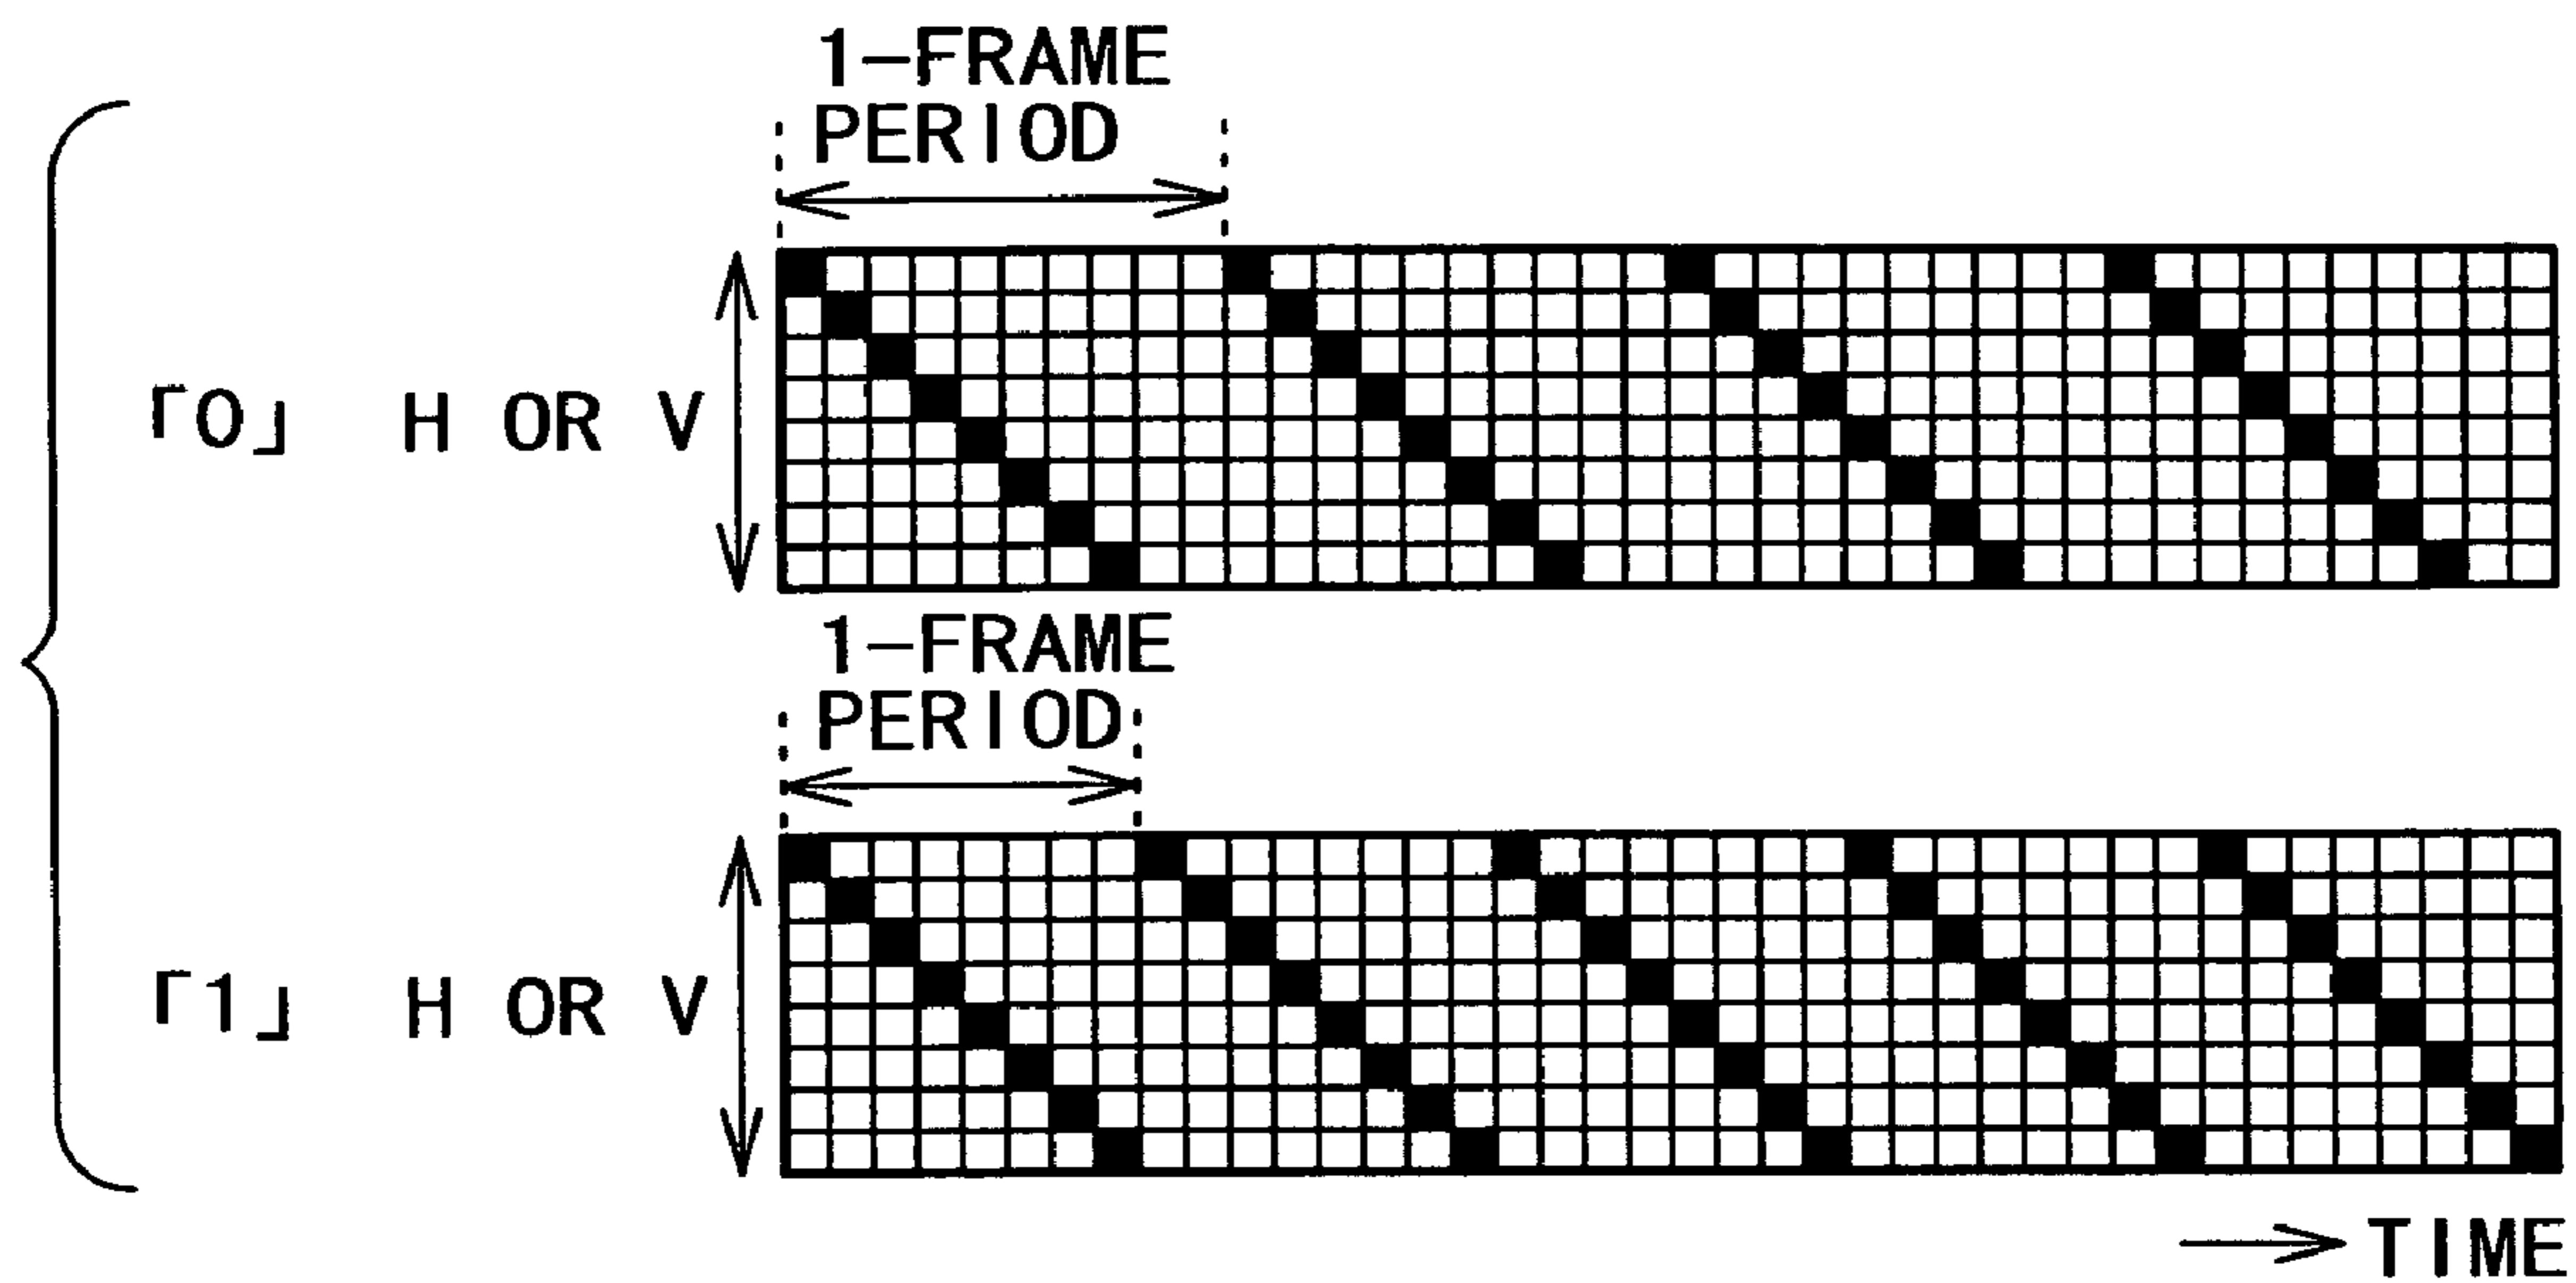 1-FRAME
PERIOD
「0」 H OR V
1-FRAME
PERIOD
「1」 H OR V
TIME